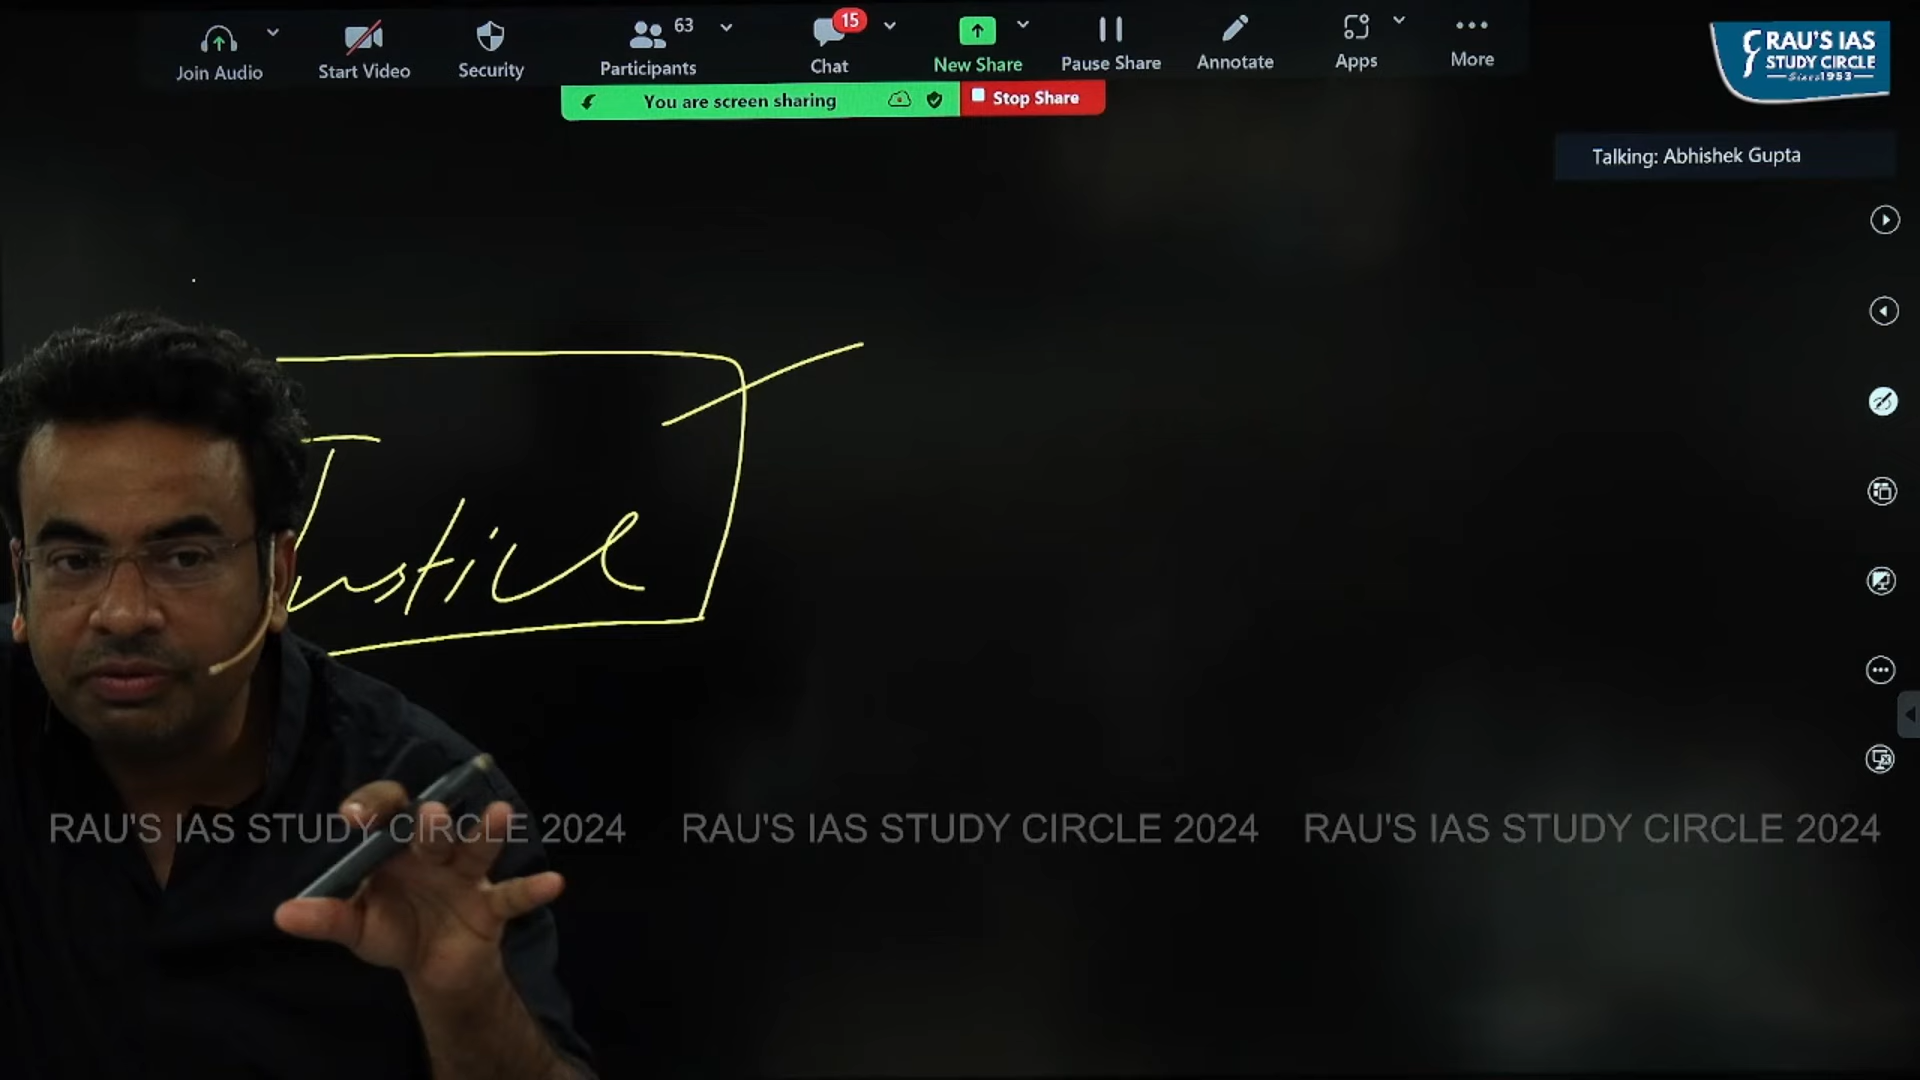 63
15
Join Audio
Start Video
Security
Participants
Chat
New Share
Pause Share
Annotate
Apps
More
RAU'S IAS
STUDY CIRCLE
Since 1953
You are screen sharing
Stop Share
Talking: Abhishek Gupta
Justice
RAU'S IAS STUDY CIRCLE 2024 RAU'S IAS STUDY CIRCLE 2024 RAU'S IAS STUDY CIRCLE 2024